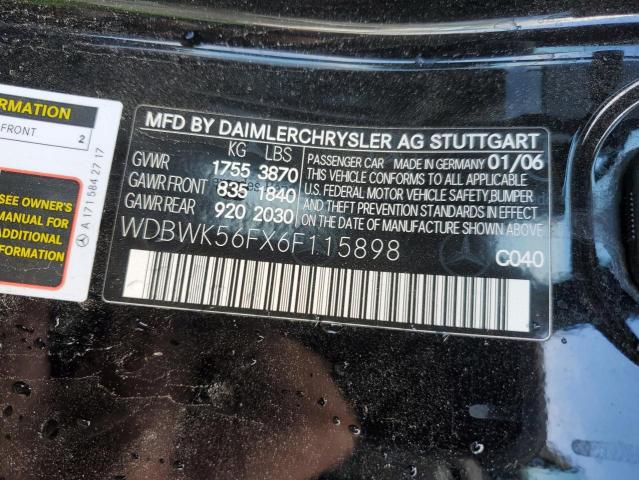 ORMATION
FRONT 2
SEE OWNER'S
MANUAL FOR
ADDITIONAL
INFORMATION
A 171 584 27 17
MFD BY DAIMLERCHRYSLER AG STUTTGART
KG LBS
GVWR 1755 3870
GAWR FRONT 835 1840
GAWR REAR 920 2030
PASSENGER CAR MADE IN GERMANY 01/06
THIS VEHICLE CONFORMS TO ALL APPLICABLE
U.S. FEDERAL MOTOR VEHICLE SAFETY,BUMPER
AND THEFT PREVENTION STANDARDS IN EFFECT
ON THE DATE OF MANUFACTURE SHOWN ABOVE
WDBWK56FX6F115898
C040